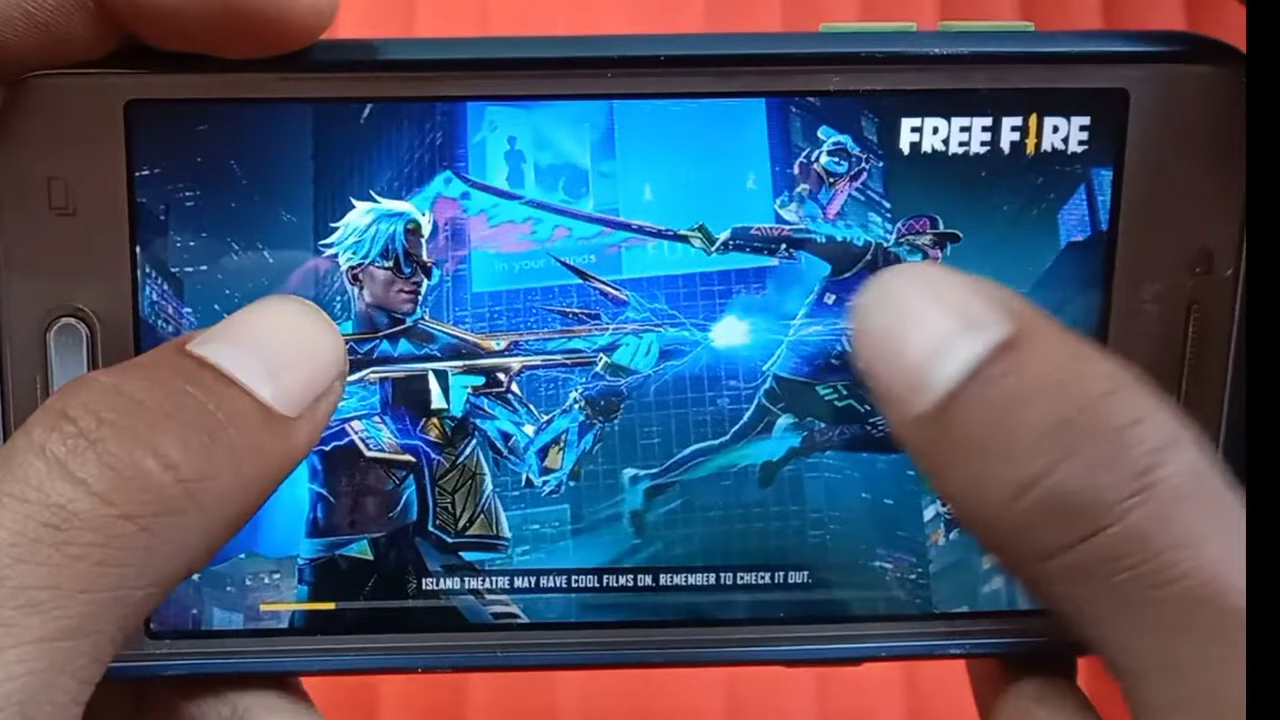 FREE FIRE
in your hands
ISLAND THEATRE MAY HAVE COOL FILMS ON, REMEMBER TO CHECK IT OUT.